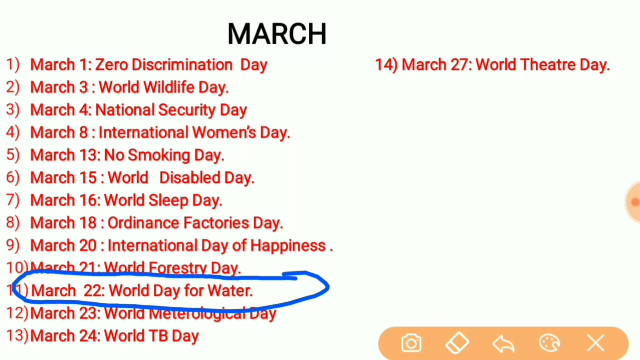 MARCH
1) March 1: Zero Discrimination Day
2) March 3 : World Wildlife Day.
3) March 4: National Security Day
4) March 8 : International Women's Day.
5) March 13: No Smoking Day.
6) March 15 : World Disabled Day.
7) March 16: World Sleep Day.
8) March 18 : Ordinance Factories Day.
9) March 20 : International Day of Happiness .
10) March 21: World Forestry Day.
11) March 22: World Day for Water.
12) March 23: World Meterological Day
13) March 24: World TB Day
14) March 27: World Theatre Day.